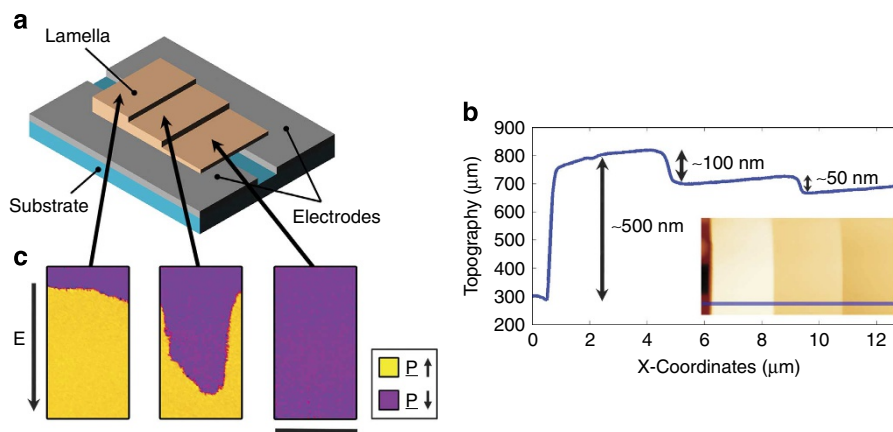 a
Lamella
Substrate
Electrodes
b
Topography (μm)
900
800
700
600
500
400
300
200
~500 nm
~100 nm
~50 nm
0
2
4
6
8
10
12
X-Coordinates (μm)
c
E
P ↑
P ↓